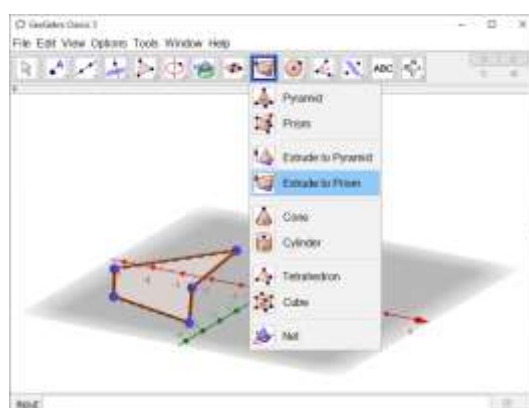 GeoGebra Classic 5
File Edit View Options Tools Window Help
ABC
Pyramid
Prism
Extrude to Pyramid
Extrude to Prism
Cone
Cylinder
Tetrahedron
Cube
Net
Input: